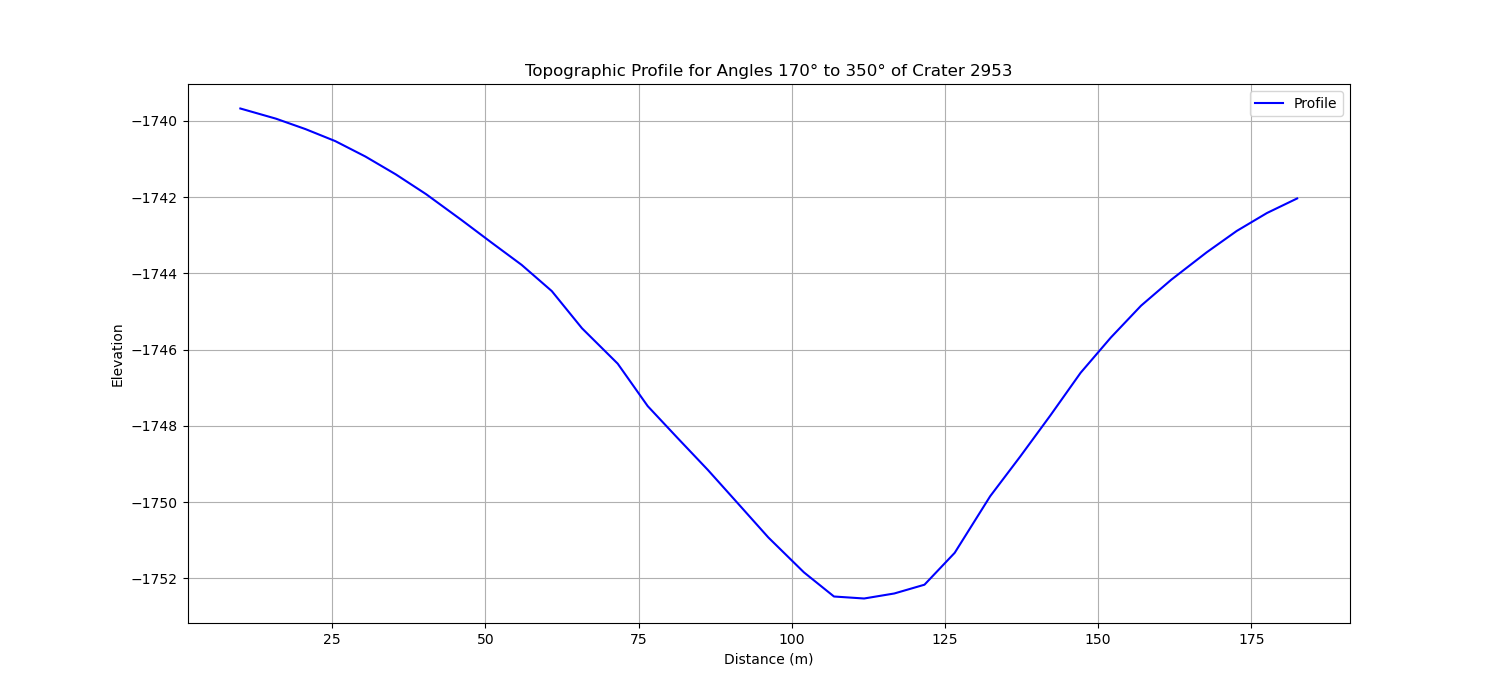 Topographic Profile for Angles 170° to 350° of Crater 2953
Profile
−1740
−1742
−1744
−1746
−1748
−1750
−1752
Elevation
25 50 75 100 125 150 175
Distance (m)